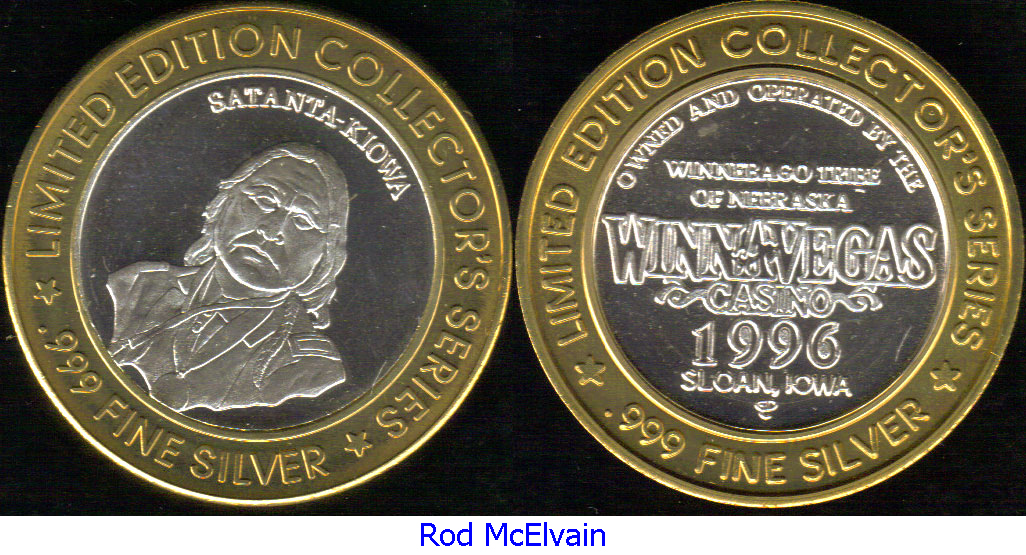 LIMITED EDITION COLLECTOR'S SERIES
.999 FINE SILVER
SATANTA-KIOWA
LIMITED EDITION COLLECTOR'S SERIES
.999 FINE SILVER
OWNED AND OPERATED BY THE
WINNEBAGO TRIBE
OF NEBRASKA
WINNAVEGAS
CASINO
1996
SLOAN, IOWA
Rod McElvain